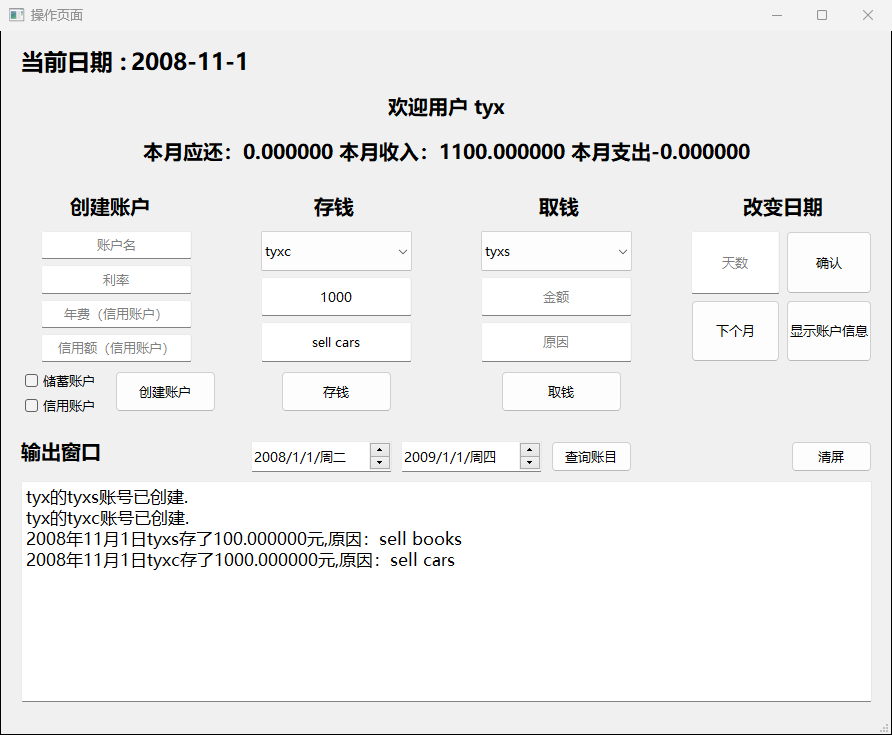 操作页面
当前日期 : 2008-11-1
欢迎用户 tyx
本月应还：0.000000 本月收入：1100.000000 本月支出-0.000000
创建账户 存钱 取钱 改变日期
账户名 tyxc tyxs 天数 确认
利率 1000 金额
年费（信用账户） sell cars 原因 下个月 显示账户信息
信用额（信用账户）
储蓄账户 创建账户 存钱 取钱
信用账户
输出窗口 2008/1/1/周二 2009/1/1/周四 查询账目 清屏
tyx的tyxs账号已创建.
tyx的tyxc账号已创建.
2008年11月1日tyxs存了100.000000元,原因：sell books
2008年11月1日tyxc存了1000.000000元,原因：sell cars